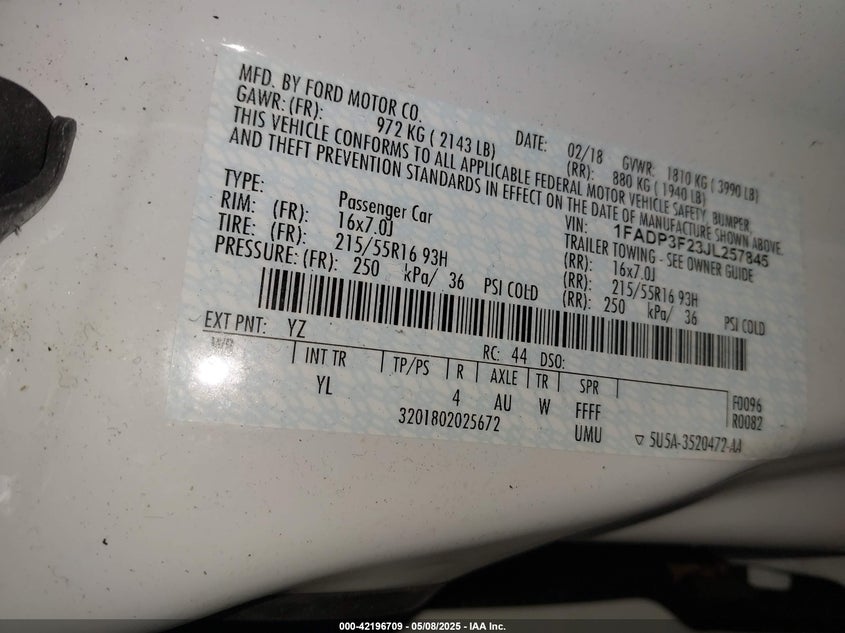 MFD. BY FORD MOTOR CO.
DATE: 02/18 GVWR: 1810 KG ( 3990 LB)
GAWR: (FR): 972 KG ( 2143 LB) (RR): 880 KG ( 1940 LB)
THIS VEHICLE CONFORMS TO ALL APPLICABLE FEDERAL MOTOR VEHICLE SAFETY, BUMPER,
AND THEFT PREVENTION STANDARDS IN EFFECT ON THE DATE OF MANUFACTURE SHOWN ABOVE.
VIN: 1FADP3F23JL257845
TYPE: Passenger Car TRAILER TOWING - SEE OWNER GUIDE
RIM: (FR): 16x7.0J (RR): 16x7.0J
TIRE: (FR): 215/55R16 93H (RR): 215/55R16 93H
PRESSURE: (FR): 250 kPa/ 36 PSI COLD (RR): 250 kPa/ 36 PSI COLD
EXT PNT: YZ RC: 44 DSO:
WB INT TR TP/PS R AXLE TR SPR
YL 4 AU W FFFF F0096
UMU R0082
3201802025672 ▽ 5U5A-3520472-AA
000-42196709 - 05/08/2025 - IAA Inc.